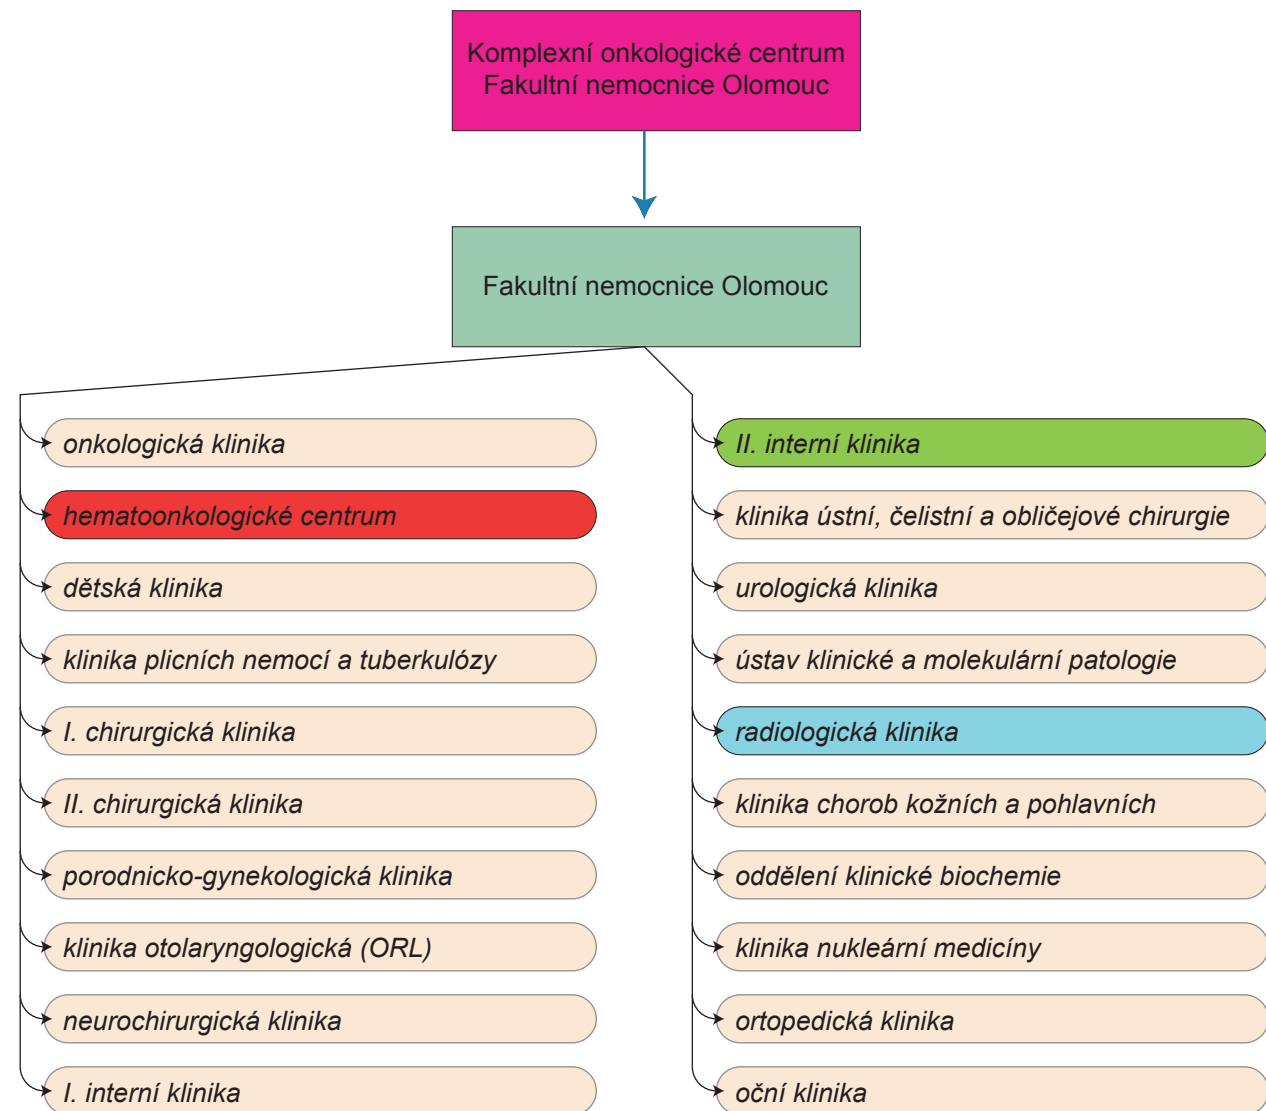 Komplexní onkologické centrum
Fakultní nemocnice Olomouc
Fakultní nemocnice Olomouc
onkologická klinika
hematoonkologické centrum
dětská klinika
klinika plicních nemocí a tuberkulózy
I. chirurgická klinika
II. chirurgická klinika
porodnicko-gynekologická klinika
klinika otolaryngologická (ORL)
neurochirurgická klinika
I. interní klinika
II. interní klinika
klinika ústní, čelistní a obličejové chirurgie
urologická klinika
ústav klinické a molekulární patologie
radiologická klinika
klinika chorob kožních a pohlavních
oddělení klinické biochemie
klinika nukleární medicíny
ortopedická klinika
oční klinika